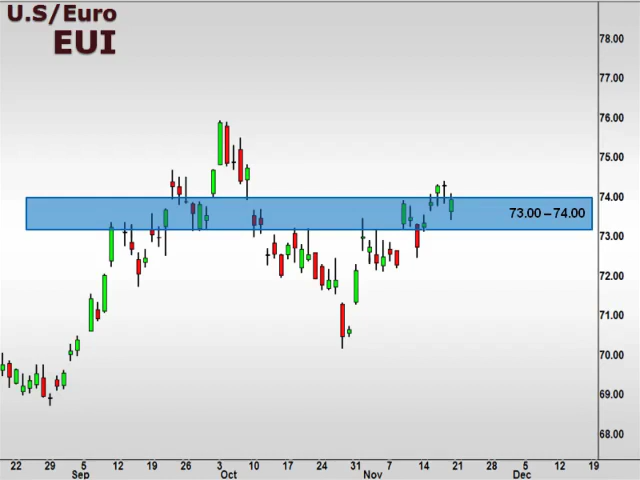 U.S/Euro
EUI
78.00
77.00
76.00
75.00
74.00
73.00 – 74.00
73.00
72.00
71.00
70.00
69.00
68.00
22 29 5 12 19 26 3 10 17 24 31 7 14 21 28 5 12 19
Sep Oct Nov Dec